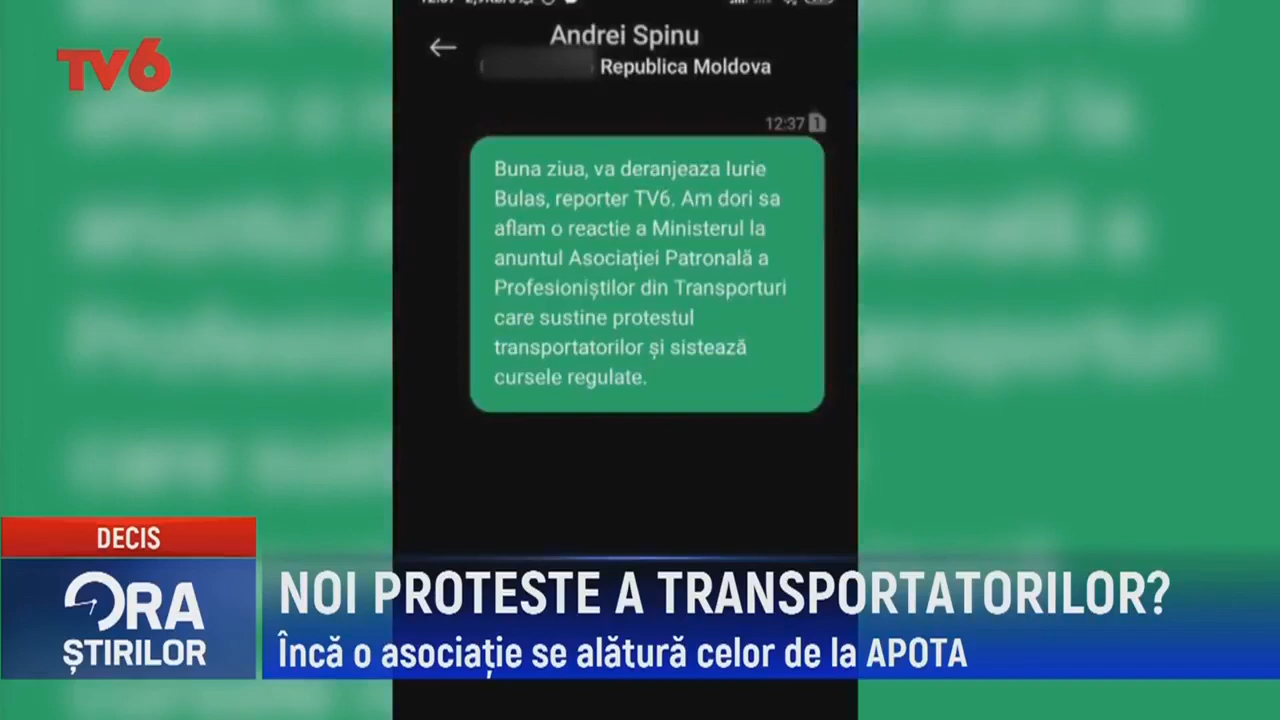 TV6
Andrei Spinu
Republica Moldova
12:37 1
Buna ziua, va deranjeaza Iurie
Bulas, reporter TV6. Am dori sa
aflam o reactie a Ministerul la
anuntul Asociației Patronală a
Profesioniștilor din Transporturi
care sustine protestul
transportatorilor și sistează
cursele regulate.
DECIS
ORA
ȘTIRILOR
NOI PROTESTE A TRANSPORTATORILOR?
Încă o asociație se alătură celor de la APOTA